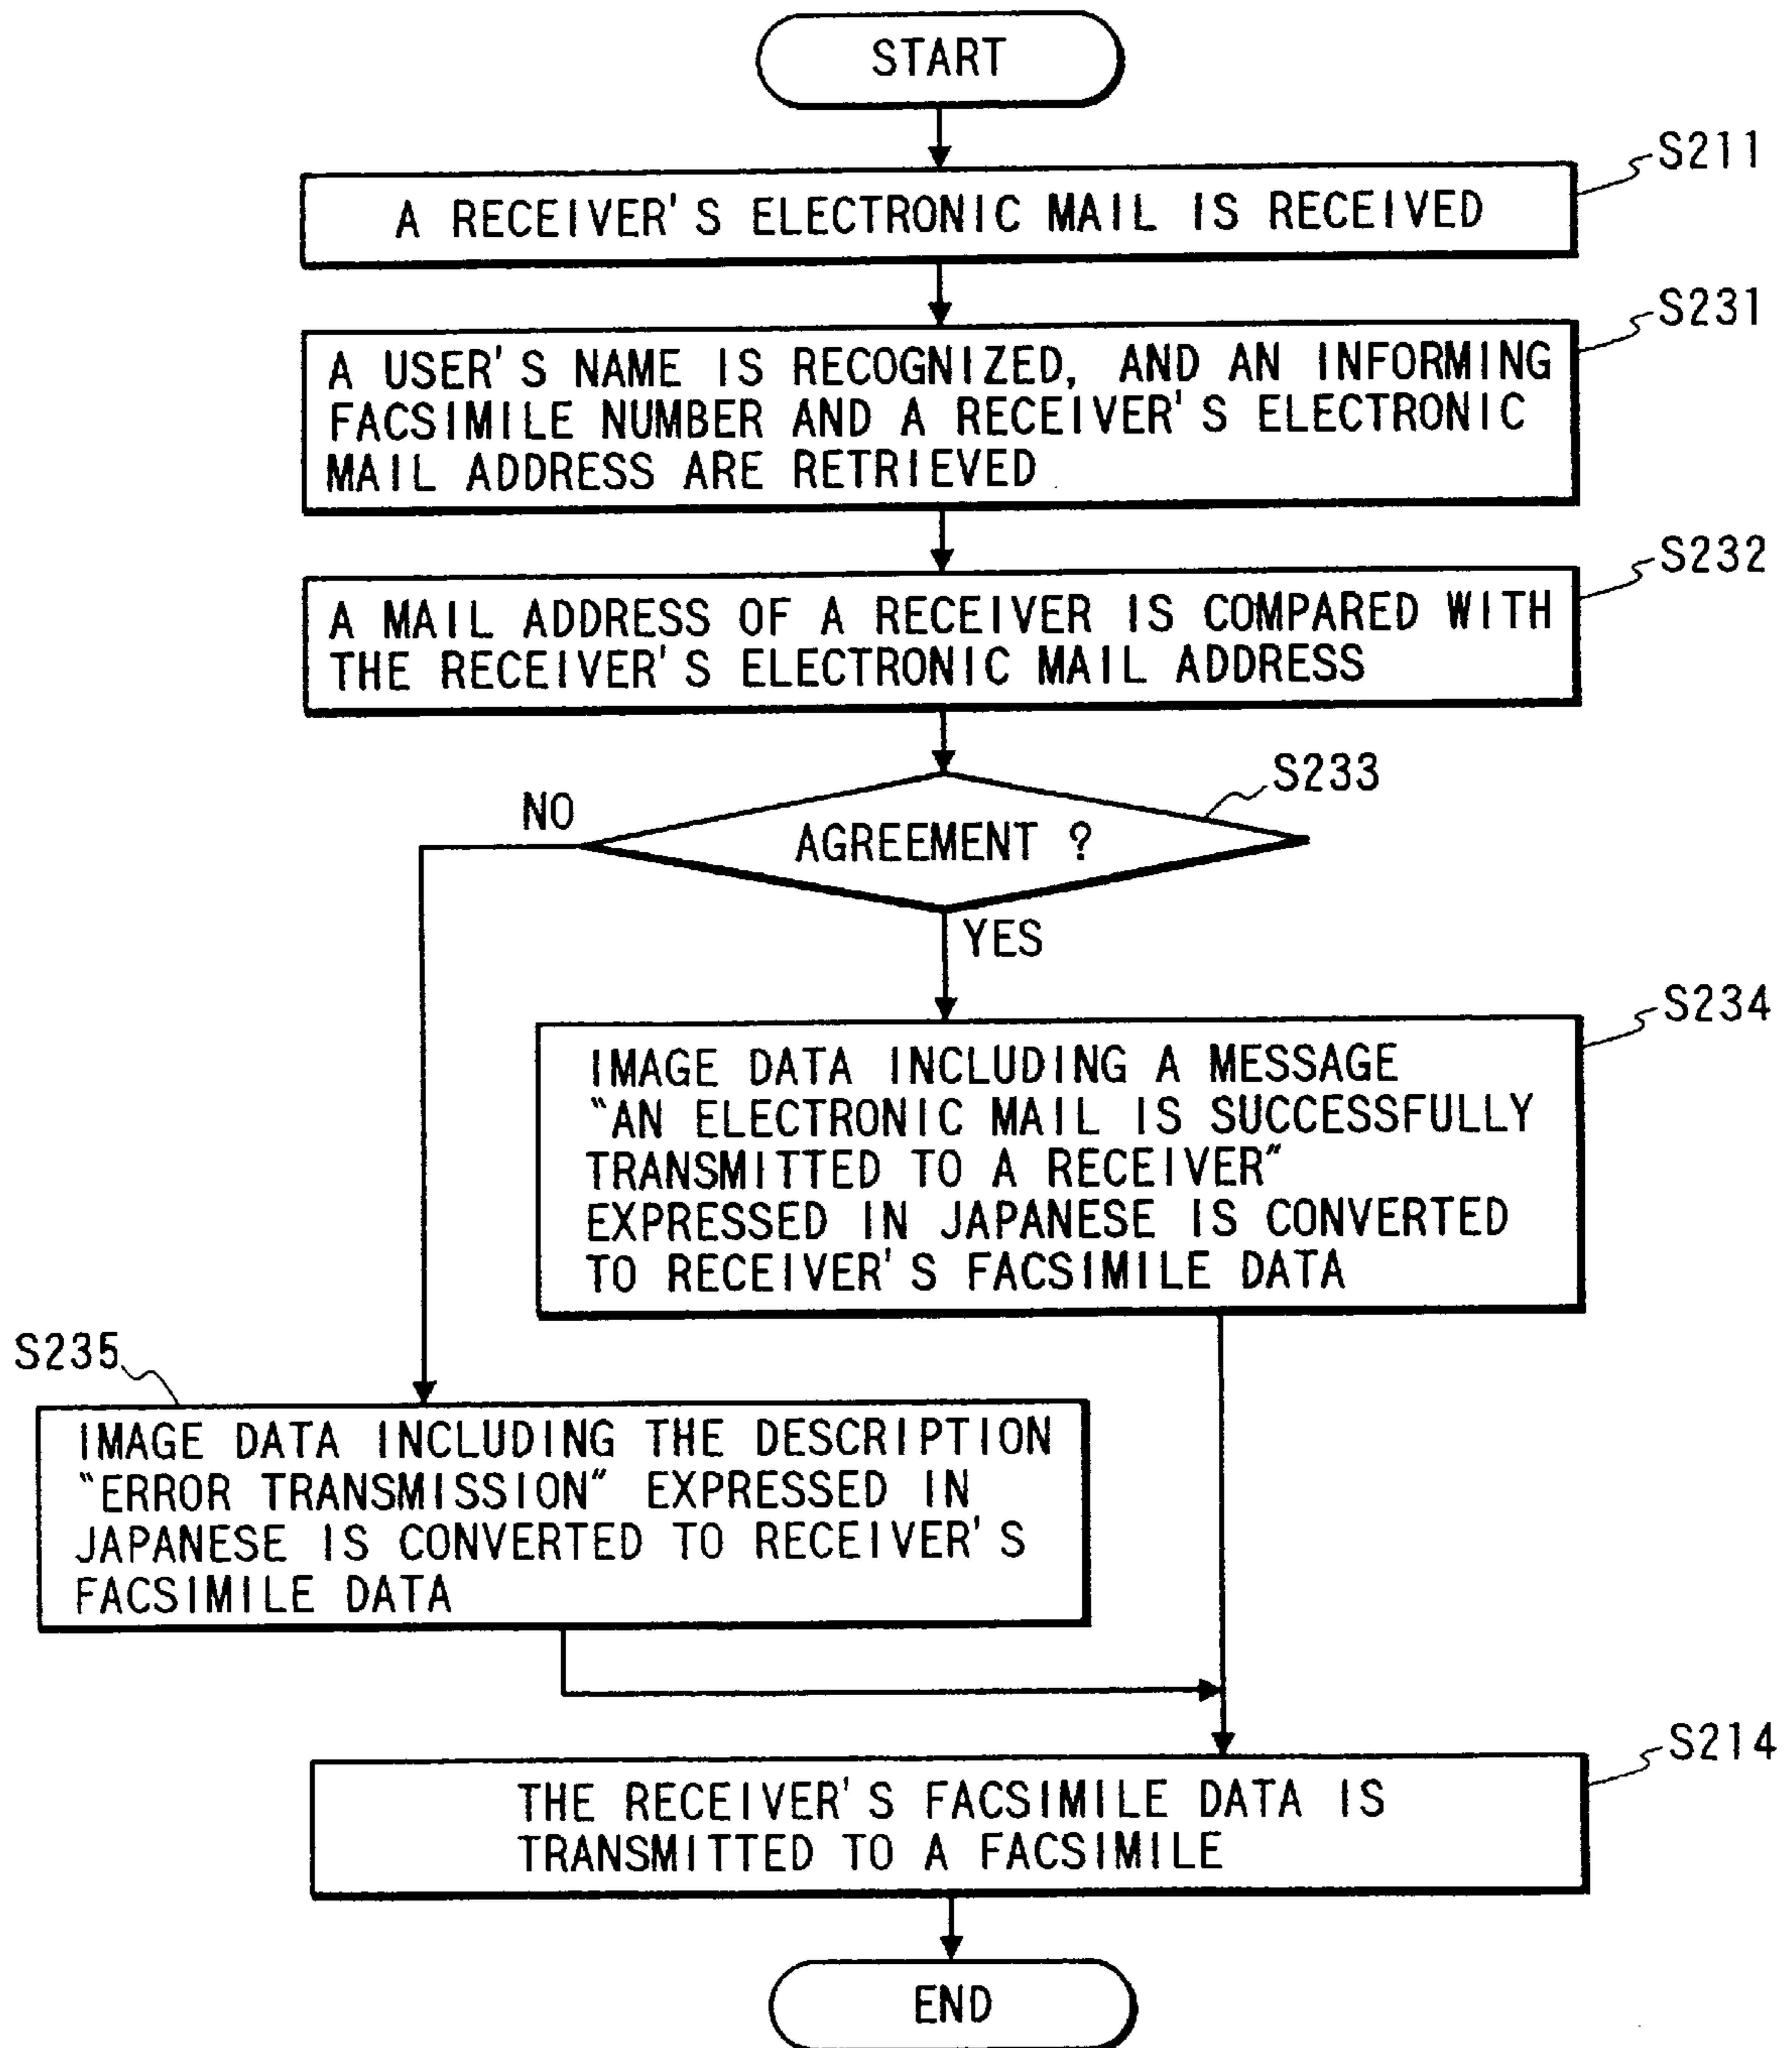 START
S211
A RECEIVER'S ELECTRONIC MAIL IS RECEIVED
S231
A USER'S NAME IS RECOGNIZED, AND AN INFORMING
FACSIMILE NUMBER AND A RECEIVER'S ELECTRONIC
MAIL ADDRESS ARE RETRIEVED
S232
A MAIL ADDRESS OF A RECEIVER IS COMPARED WITH
THE RECEIVER'S ELECTRONIC MAIL ADDRESS
S233
NO
AGREEMENT ?
YES
S234
IMAGE DATA INCLUDING A MESSAGE
"AN ELECTRONIC MAIL IS SUCCESSFULLY
TRANSMITTED TO A RECEIVER"
EXPRESSED IN JAPANESE IS CONVERTED
TO RECEIVER'S FACSIMILE DATA
S235
IMAGE DATA INCLUDING THE DESCRIPTION
"ERROR TRANSMISSION" EXPRESSED IN
JAPANESE IS CONVERTED TO RECEIVER'S
FACSIMILE DATA
S214
THE RECEIVER'S FACSIMILE DATA IS
TRANSMITTED TO A FACSIMILE
END